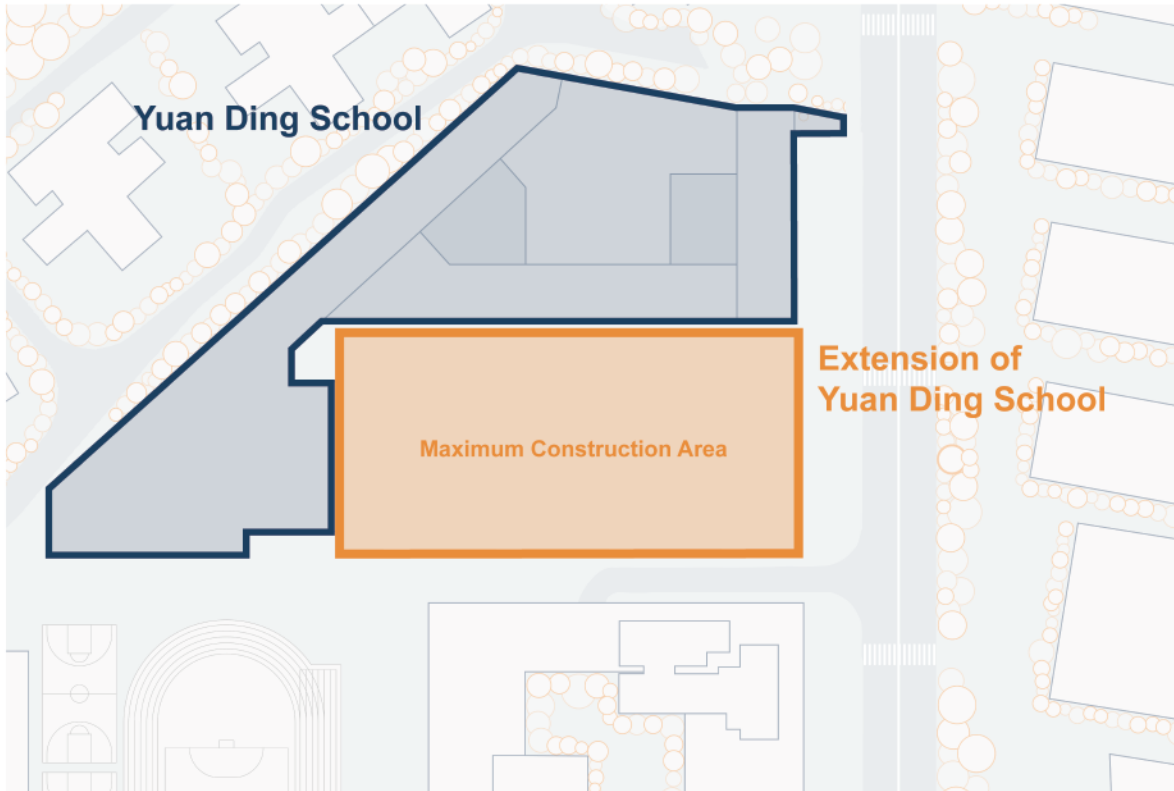 Yuan Ding School
Extension of
Yuan Ding School
Maximum Construction Area